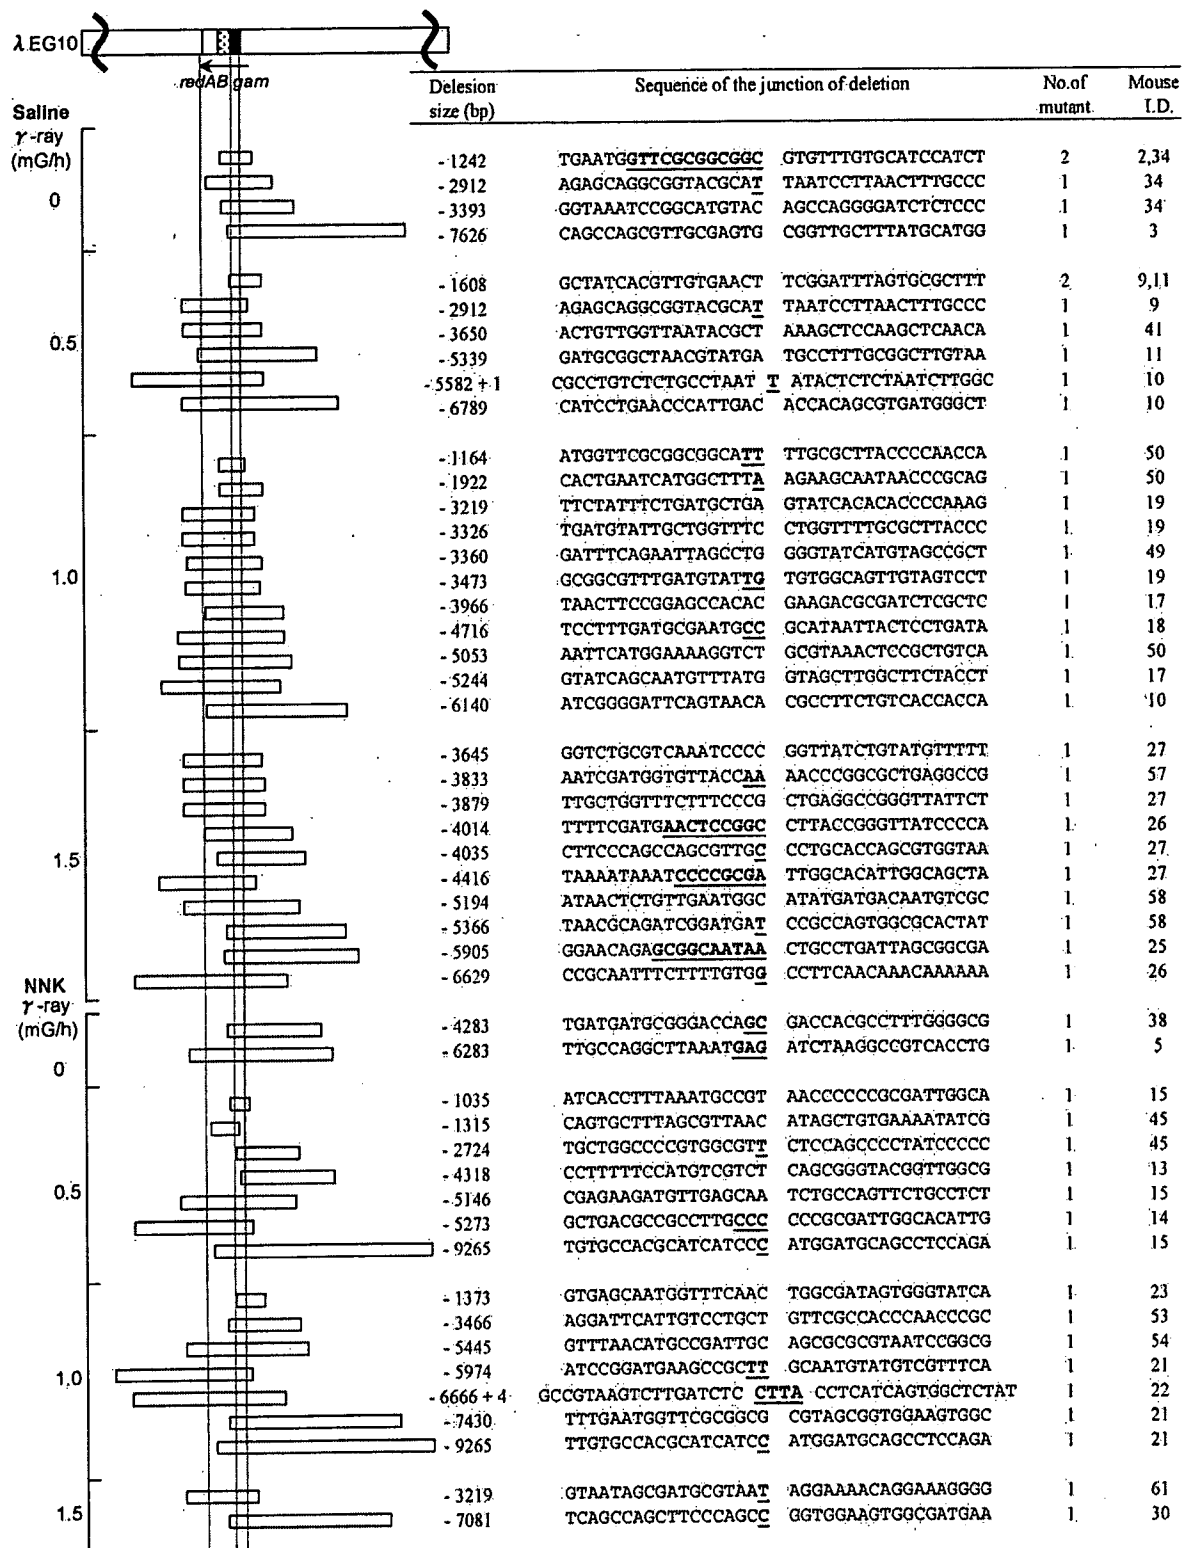 λ EG10
redAB gam
Delesion size (bp) Sequence of the junction of deletion No.of mutant Mouse I.D.
Saline
γ-ray
(mG/h)
0
- 1242 TGAATGGTTCGCGGCGGC GTGTTTGTGCATCCATCT 2 2,34
- 2912 AGAGCAGGCGGTACGCAT TAATCCTTAACTTTGCCC 1 34
- 3393 GGTAAATCCGGCATGTAC AGCCAGGGGATCTCTCCC 1 34
- 7626 CAGCCAGCGTTGCGAGTG CGGTTGCTTTATGCATGG 1 3
0.5
- 1608 GCTATCACGTTGTGAACT TCGGATTTAGTGCGCTTT 2 9,11
- 2912 AGAGCAGGCGGTACGCAT TAATCCTTAACTTTGCCC 1 9
- 3650 ACTGTTGGTTAATACGCT AAAGCTCCAAGCTCAACA 1 41
- 5339 GATGCGGCTAACGTATGA TGCCTTTGCGGCTTGTAA 1 11
- 5582 + 1 CGCCTGTCTCTGCCTAAT T ATACTCTCTAATCTTGGC 1 10
- 6789 CATCCTGAACCCATTGAC ACCACAGCGTGATGGGCT 1 10
1.0
- 1164 ATGGTTCGCGGCGGCATT TTGCGCTTACCCCAACCA 1 50
- 1922 CACTGAATCATGGCTTTA AGAAGCAATAACCCGCAG 1 50
- 3219 TTCTATTTCTGATGCTGA GTATCAGACACCCCAAAG 1 19
- 3326 TGATGTATTGCTGGTTTC CTGGTTTTGCGCTTACCC 1 19
- 3360 GATTTCAGAATTAGCCTG GGGTATCATGTAGCCGCT 1 49
- 3473 GCGGCGTTTGATGTATTG TGTGGCAGTTGTAGTCCT 1 19
- 3966 TAACTTCCGGAGCCACAC GAAGACGCGATCTCGCTC 1 17
- 4716 TCCTTTGATGCGAATGCC GCATAATTACTCCTGATA 1 18
- 5053 AATTCATGGAAAAGGTCT GCGTAAACTCCGCTGTCA 1 50
- 5244 GTATCAGCAATGTTTATG GTAGCTTGGCTTCTACCT 1 17
- 6140 ATCGGGGATTCAGTAACA CGCCTTCTGTCACCACCA 1 10
1.5
- 3645 GGTCTGCGTCAAATCCCC GGTTATCTGTATGTTTTT 1 27
- 3833 AATCGATGGTGTTACCAA AACCCGGCGCTGAGGCCG 1 57
- 3879 TTGCTGGTTTCTTTCCCG CTGAGGCCGGGTTATTCT 1 27
- 4014 TTTTCGATGAACTCCGGC CTTACCGGGTTATCCCCA 1 26
- 4035 CTTCCCAGCCAGCGTTGC CCTGCACCAGCGTGGTAA 1 27
- 4416 TAAAATAAATCCCCGCGA TTGGCACATTGGCAGCTA 1 27
- 5194 ATAACTCTGTTGAATGGC ATATGATGACAATGTCGC 1 58
- 5366 TAACGCAGATCGGATGAT CCGCCAGTGGCGCACTAT 1 58
- 5905 GGAACAGAGCGGCAATAA CTGCCTGATTAGCGGCGA 1 25
- 6629 CCGCAATTTCTTTTGTGG CCTTCAACAAACAAAAAA 1 26
NNK
γ-ray
(mG/h)
0
- 4283 TGATGATGCGGGACCAGC GACCACGCCTTTGGGGCG 1 38
- 6283 TTGCCAGGCTTAAATGAG ATCTAAGGCCGTCACCTG 1 5
0.5
- 1035 ATCACCTTTAAATGCCGT AACCCCCCGCGATTGGCA 1 15
- 1315 CAGTGCTTTAGCGTTAAC ATAGCTGTGAAAATATCG 1 45
- 2724 TGCTGGCCCCGTGGCGTT CTCCAGCCCCTATCCCCC 1 45
- 4318 CCTTTTTCCATGTCGTCT CAGCGGGTACGGTTGGCG 1 13
- 5146 CGAGAAGATGTTGAGCAA TCTGCCAGTTCTGCCTCT 1 15
- 5273 GCTGACGCCGCCTTGCCC CCCGCGATTGGCACATTG 1 14
- 9265 TGTGCCACGCATCATCCC ATGGATGCAGCCTCCAGA 1 15
1.0
- 1373 GTGAGCAATGGTTTCAAC TGGCGATAGTGGGTATCA 1 23
- 3466 AGGATTCATTGTCCTGCT GTTCGCCACCCAACCCGC 1 53
- 5445 GTTTAACATGCCGATTGC AGCGCGCGTAATCCGGCG 1 54
- 5974 ATCCGGATGAAGCCGCTT GCAATGTATGTCGTTTCA 1 21
- 6666 + 4 GCCGTAAGTCTTGATCTC CTTA CCTCATCAGTGGCTCTAT 1 22
- 7430 TTTGAATGGTTCGCGGCG CGTAGCGGTGGAAGTGGC 1 21
- 9265 TTGTGCCACGCATCATCC ATGGATGCAGCCTCCAGA 1 21
1.5
- 3219 GTAATAGCGATGCGTAAT AGGAAAACAGGAAAGGGG 1 61
- 7081 TCAGCCAGCTTCCCAGCC GGTGGAAGTGGCGATGAA 1 30